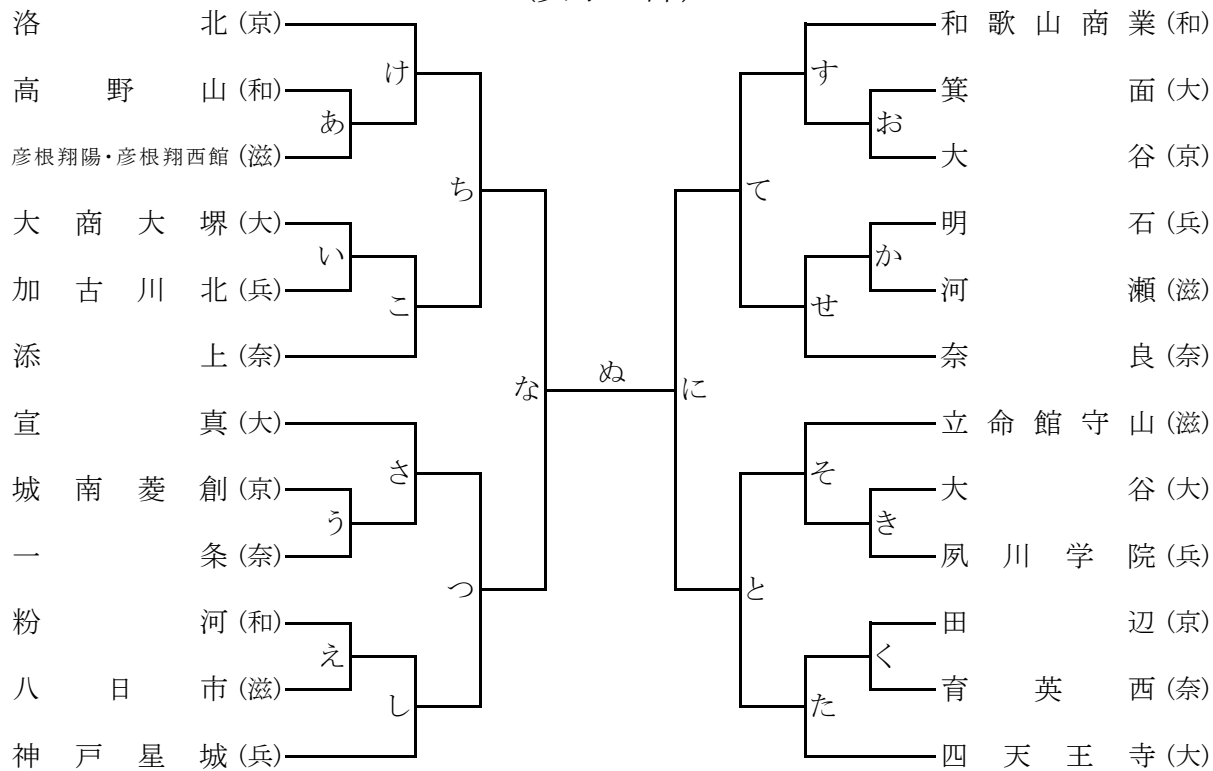 洛北(京) 和歌山商業(和)
け す
高野山(和) 箕面(大)
あ お
彦根翔陽・彦根翔西館(滋) 大谷(京)
ち て
大商大堺(大) 明石(兵)
い か
加古川北(兵) 河瀬(滋)
こ せ
添上(奈) 奈良(奈)
な ぬ に
宣真(大) 立命館守山(滋)
さ そ
城南菱創(京) 大谷(大)
う き
一条(奈) 夙川学院(兵)
つ と
粉河(和) 田辺(京)
え く
八日市(滋) 育英西(奈)
し た
神戸星城(兵) 四天王寺(大)